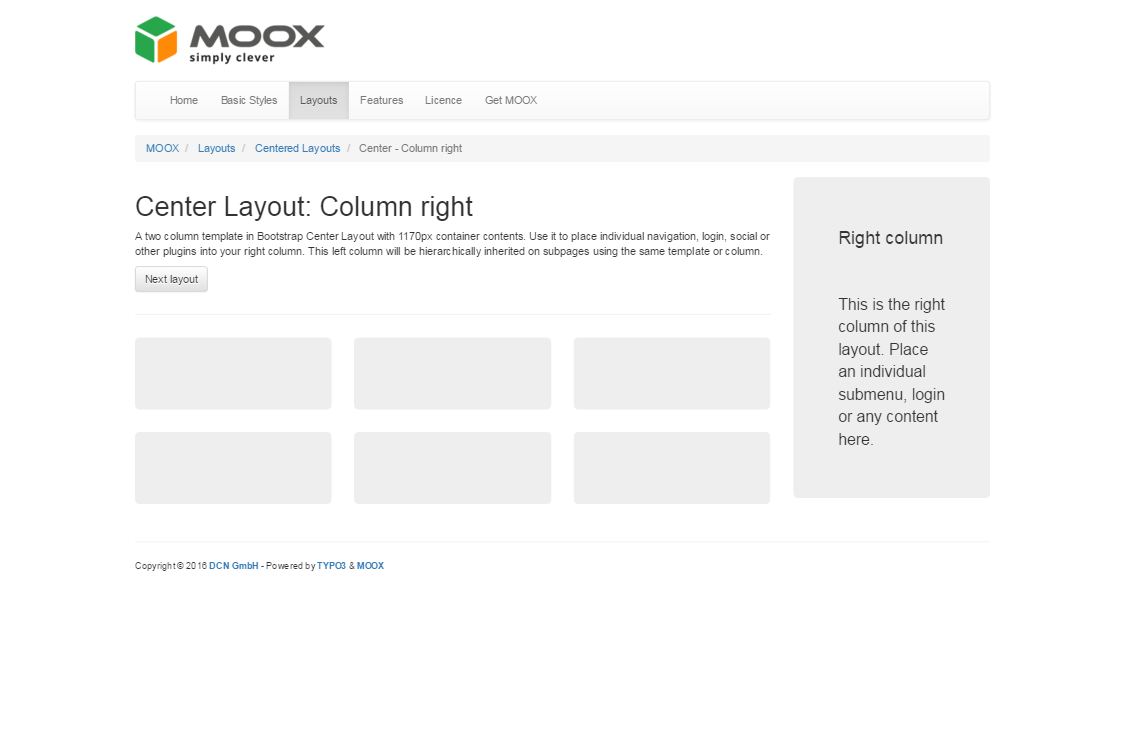 MOOX
simply clever
Home Basic Styles Layouts Features Licence Get MOOX
MOOX / Layouts / Centered Layouts / Center - Column right
Center Layout: Column right
A two column template in Bootstrap Center Layout with 1170px container contents. Use it to place individual navigation, login, social or
other plugins into your right column. This left column will be hierarchically inherited on subpages using the same template or column.
Next layout
Right column
This is the right
column of this
layout. Place
an individual
submenu, login
or any content
here.
Copyright © 2016 DCN GmbH - Powered by TYPO3 & MOOX